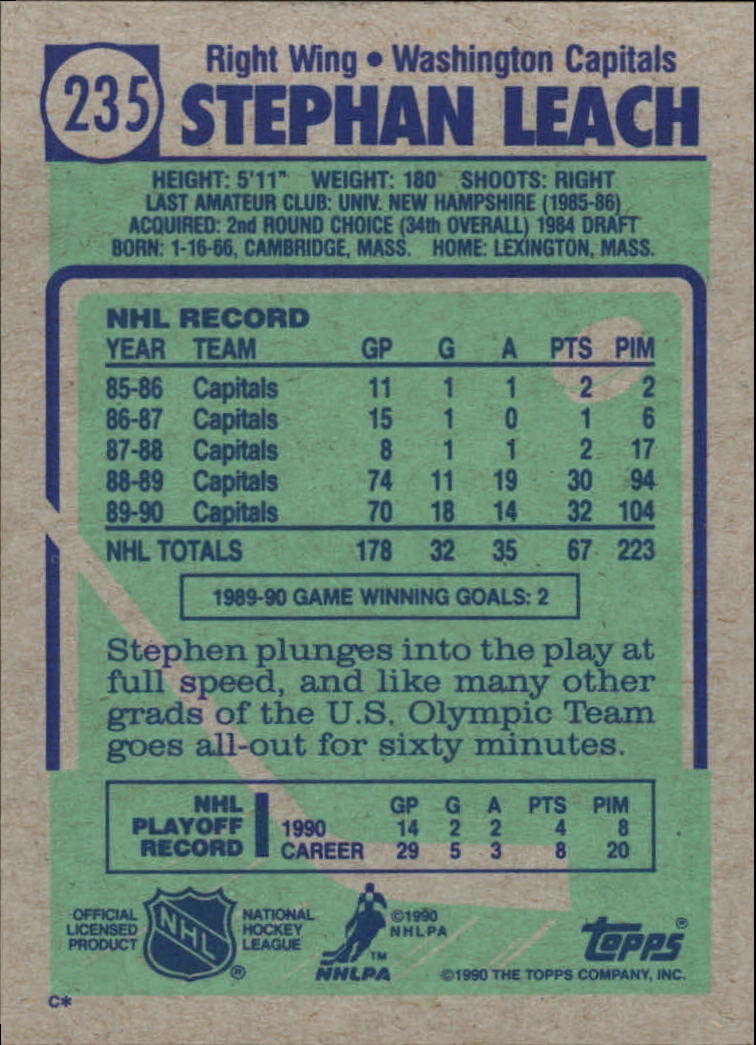 235
Right Wing • Washington Capitals
STEPHAN LEACH
HEIGHT: 5'11" WEIGHT: 180 SHOOTS: RIGHT
LAST AMATEUR CLUB: UNIV. NEW HAMPSHIRE (1985-86)
ACQUIRED: 2nd ROUND CHOICE (34th OVERALL) 1984 DRAFT
BORN: 1-16-66, CAMBRIDGE, MASS. HOME: LEXINGTON, MASS.
NHL RECORD
YEAR TEAM GP G A PTS PIM
85-86 Capitals 11 1 1 2 2
86-87 Capitals 15 1 0 1 6
87-88 Capitals 8 1 1 2 17
88-89 Capitals 74 11 19 30 94
89-90 Capitals 70 18 14 32 104
NHL TOTALS 178 32 35 67 223
1989-90 GAME WINNING GOALS: 2
Stephen plunges into the play at
full speed, and like many other
grads of the U.S. Olympic Team
goes all-out for sixty minutes.
NHL PLAYOFF RECORD
GP G A PTS PIM
1990 14 2 2 4 8
CAREER 29 5 3 8 20
OFFICIAL
LICENSED
PRODUCT
NHL
®
NATIONAL
HOCKEY
LEAGUE
TM
NHLPA
©1990
NHLPA
TOPPS®
©1990 THE TOPPS COMPANY, INC.
C*